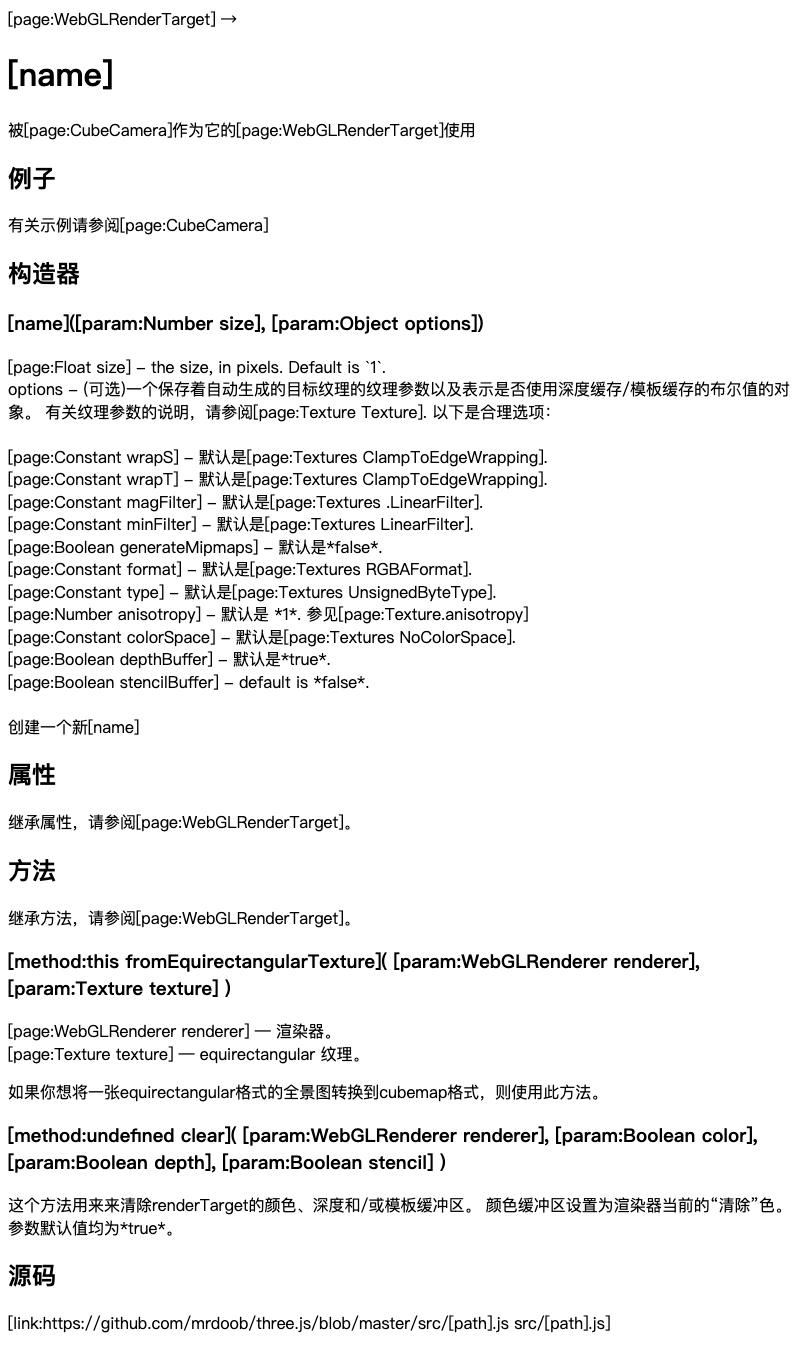 [page:WebGLRenderTarget] →
[name]
被[page:CubeCamera]作为它的[page:WebGLRenderTarget]使用
例子
有关示例请参阅[page:CubeCamera]
构造器
[name]([param:Number size], [param:Object options])
[page:Float size] – the size, in pixels. Default is `1`.
options – (可选)一个保存着自动生成的目标纹理的纹理参数以及表示是否使用深度缓存/模板缓存的布尔值的对
象。 有关纹理参数的说明，请参阅[page:Texture Texture]. 以下是合理选项：
[page:Constant wrapS] – 默认是[page:Textures ClampToEdgeWrapping].
[page:Constant wrapT] – 默认是[page:Textures ClampToEdgeWrapping].
[page:Constant magFilter] – 默认是[page:Textures .LinearFilter].
[page:Constant minFilter] – 默认是[page:Textures LinearFilter].
[page:Boolean generateMipmaps] – 默认是*false*.
[page:Constant format] – 默认是[page:Textures RGBAFormat].
[page:Constant type] – 默认是[page:Textures UnsignedByteType].
[page:Number anisotropy] – 默认是 *1*. 参见[page:Texture.anisotropy]
[page:Constant colorSpace] – 默认是[page:Textures NoColorSpace].
[page:Boolean depthBuffer] – 默认是*true*.
[page:Boolean stencilBuffer] – default is *false*.
创建一个新[name]
属性
继承属性，请参阅[page:WebGLRenderTarget]。
方法
继承方法，请参阅[page:WebGLRenderTarget]。
[method:this fromEquirectangularTexture]( [param:WebGLRenderer renderer],
[param:Texture texture] )
[page:WebGLRenderer renderer] — 渲染器。
[page:Texture texture] — equirectangular 纹理。
如果你想将一张equirectangular格式的全景图转换到cubemap格式，则使用此方法。
[method:undefined clear]( [param:WebGLRenderer renderer], [param:Boolean color],
[param:Boolean depth], [param:Boolean stencil] )
这个方法用来来清除renderTarget的颜色、深度和/或模板缓冲区。 颜色缓冲区设置为渲染器当前的“清除”色。
参数默认值均为*true*。
源码
[link:https://github.com/mrdoob/three.js/blob/master/src/[path].js src/[path].js]